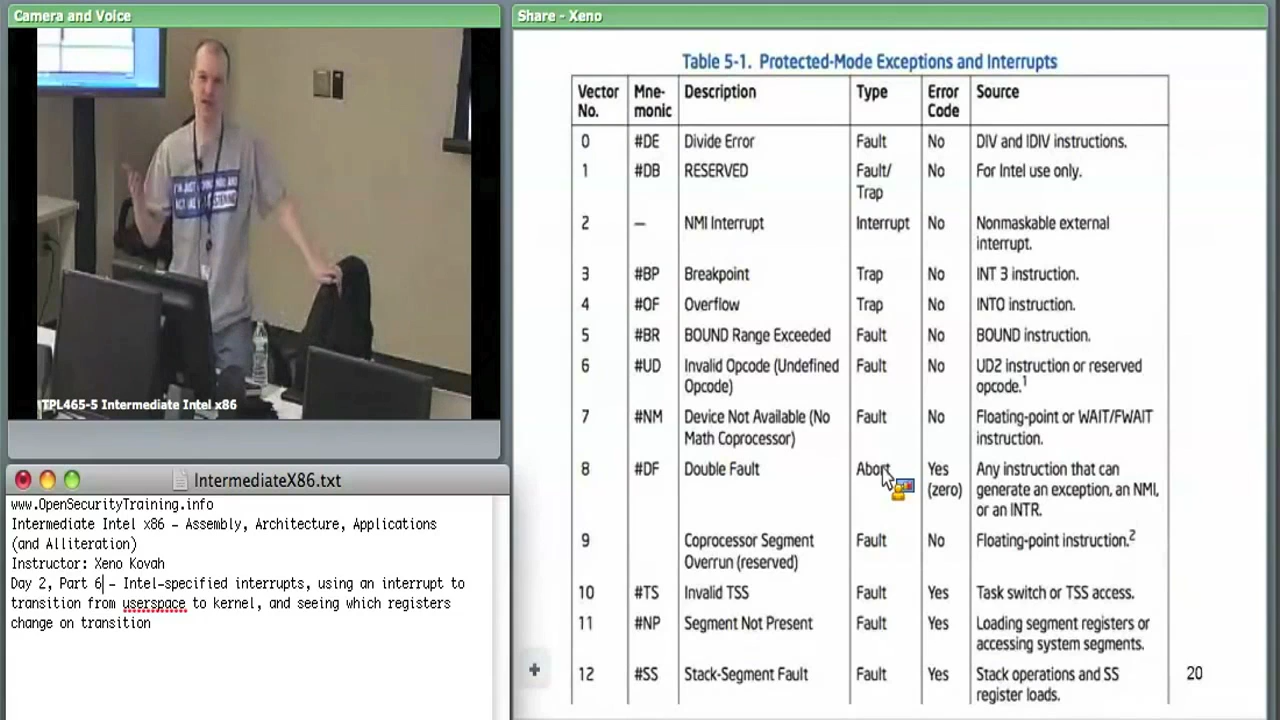 Camera and Voice
TPL465-5 Intermediate Intel x86
IntermediateX86.txt
www.OpenSecurityTraining.info
Intermediate Intel x86 – Assembly, Architecture, Applications
(and Alliteration)
Instructor: Xeno Kovah
Day 2, Part 6 – Intel-specified interrupts, using an interrupt to
transition from userspace to kernel, and seeing which registers
change on transition
Share - Xeno
Table 5-1. Protected-Mode Exceptions and Interrupts
Vector No. Mne-monic Description Type Error Code Source
0 #DE Divide Error Fault No DIV and IDIV instructions.
1 #DB RESERVED Fault/ Trap No For Intel use only.
2 — NMI Interrupt Interrupt No Nonmaskable external interrupt.
3 #BP Breakpoint Trap No INT 3 instruction.
4 #OF Overflow Trap No INTO instruction.
5 #BR BOUND Range Exceeded Fault No BOUND instruction.
6 #UD Invalid Opcode (Undefined Opcode) Fault No UD2 instruction or reserved opcode.1
7 #NM Device Not Available (No Math Coprocessor) Fault No Floating-point or WAIT/FWAIT instruction.
8 #DF Double Fault Abort Yes (zero) Any instruction that can generate an exception, an NMI, or an INTR.
9 Coprocessor Segment Overrun (reserved) Fault No Floating-point instruction.2
10 #TS Invalid TSS Fault Yes Task switch or TSS access.
11 #NP Segment Not Present Fault Yes Loading segment registers or accessing system segments.
12 #SS Stack-Segment Fault Fault Yes Stack operations and SS register loads.
20